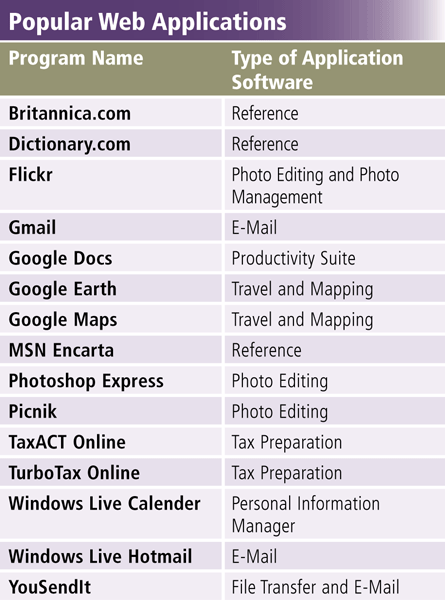 Popular Web Applications
Program Name Type of Application
Software
Britannica.com Reference
Dictionary.com Reference
Flickr Photo Editing and Photo
Management
Gmail E-Mail
Google Docs Productivity Suite
Google Earth Travel and Mapping
Google Maps Travel and Mapping
MSN Encarta Reference
Photoshop Express Photo Editing
Picnik Photo Editing
TaxACT Online Tax Preparation
TurboTax Online Tax Preparation
Windows Live Calender Personal Information
Manager
Windows Live Hotmail E-Mail
YouSendIt File Transfer and E-Mail